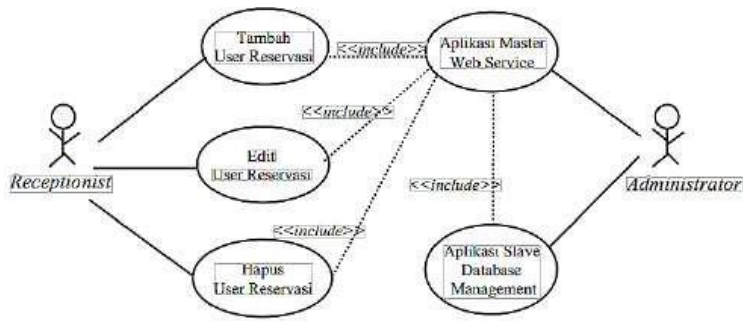 Tambah
User Reservasi
<<include>>
Aplikasi Master
Web Service
<<include>>
Receptionist
Edit
User Reservasi
<<include>>
Administrator
<<include>>
Hapus
User Reservasi
Aplikasi Slave
Database
Management